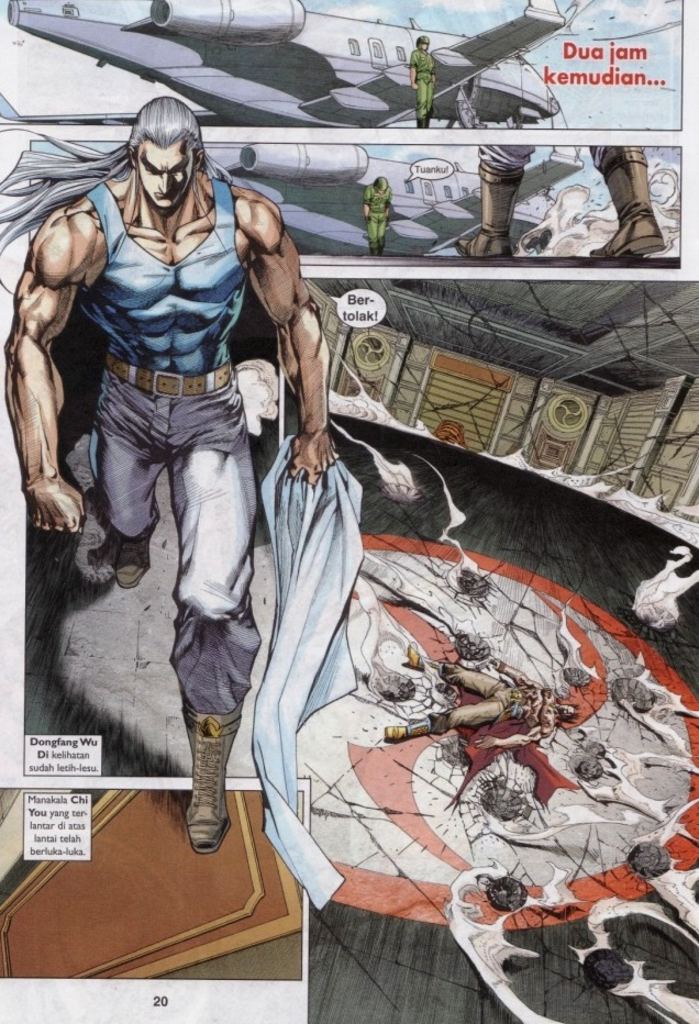 Dua jam
kemudian...
Tuanku!
Ber-
tolak!
Dongfang Wu
Di kelihatan
sudah letih-lesu.
Manakala Chi
You yang ter-
lantar di atas
lantai telah
berluka-luka.
20